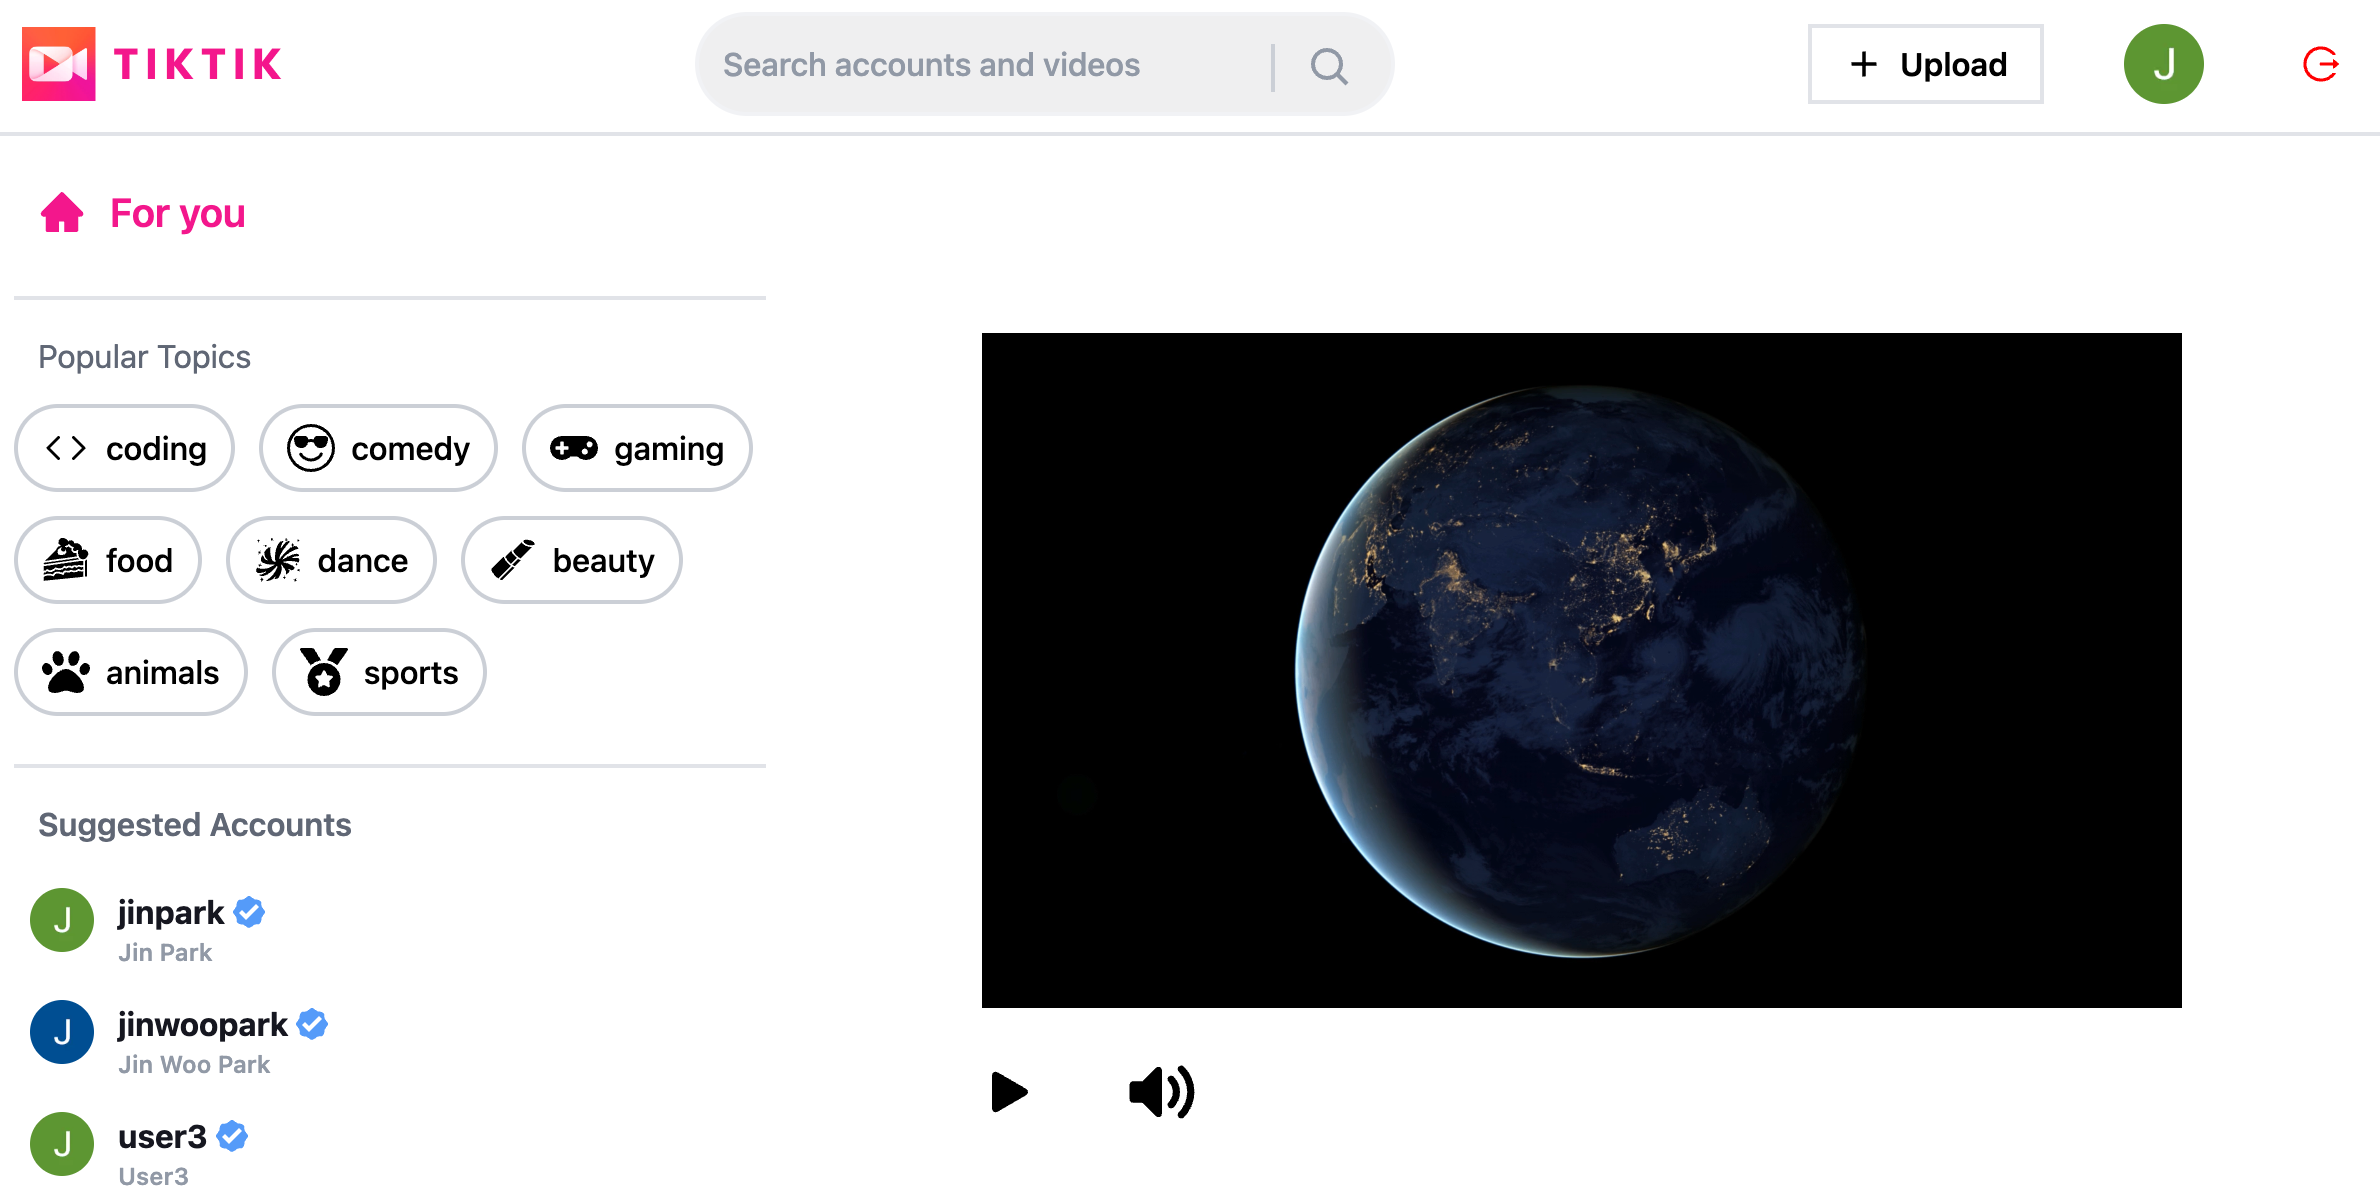 TIKTIK
Search accounts and videos
Upload
J
For you
Popular Topics
coding
comedy
gaming
food
dance
beauty
animals
sports
Suggested Accounts
J
jinpark
Jin Park
J
jinwoopark
Jin Woo Park
J
user3
User3